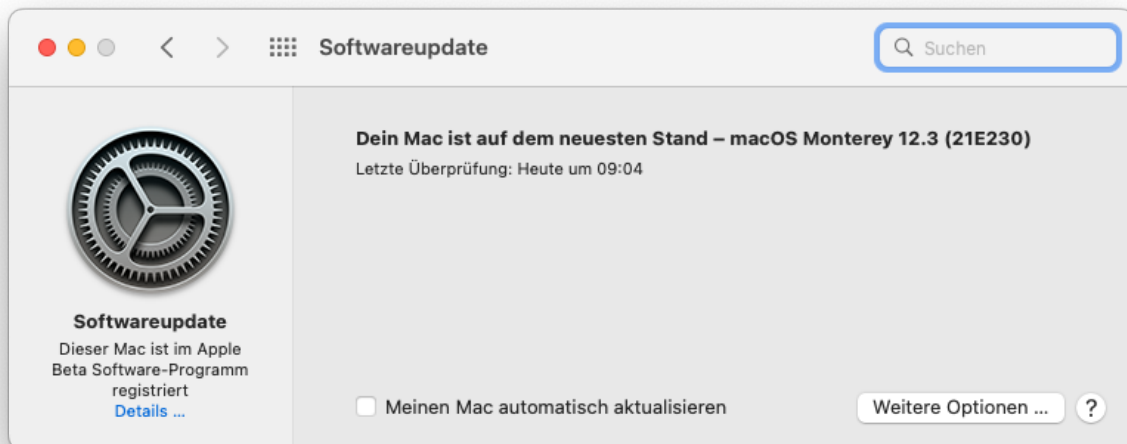 Softwareupdate
Suchen
Softwareupdate
Dieser Mac ist im Apple
Beta Software-Programm
registriert
Details ...
Dein Mac ist auf dem neuesten Stand – macOS Monterey 12.3 (21E230)
Letzte Überprüfung: Heute um 09:04
Meinen Mac automatisch aktualisieren
Weitere Optionen ...
?